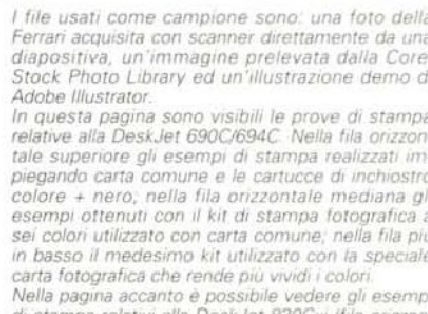 I file usati come campione sono: una foto della
Ferrari acquisita con scanner direttamente da una
diapositiva, un'immagine prelevata dalla Corel
Stock Photo Library ed un'illustrazione demo di
Adobe Illustrator.
In questa pagina sono visibili le prove di stampa
relative alla DeskJet 690C/694C. Nella fila orizzon-
tale superiore gli esempi di stampa realizzati im-
piegando carta comune e le cartucce di inchiostro
colore + nero; nella fila orizzontale mediana gli
esempi ottenuti con il kit di stampa fotografica a
sei colori utilizzato con carta comune; nella fila più
in basso il medesimo kit utilizzato con la speciale
carta fotografica che rende più vividi i colori.
Nella pagina accanto è possibile vedere gli esempi
di stampa relativi alla DeskJet